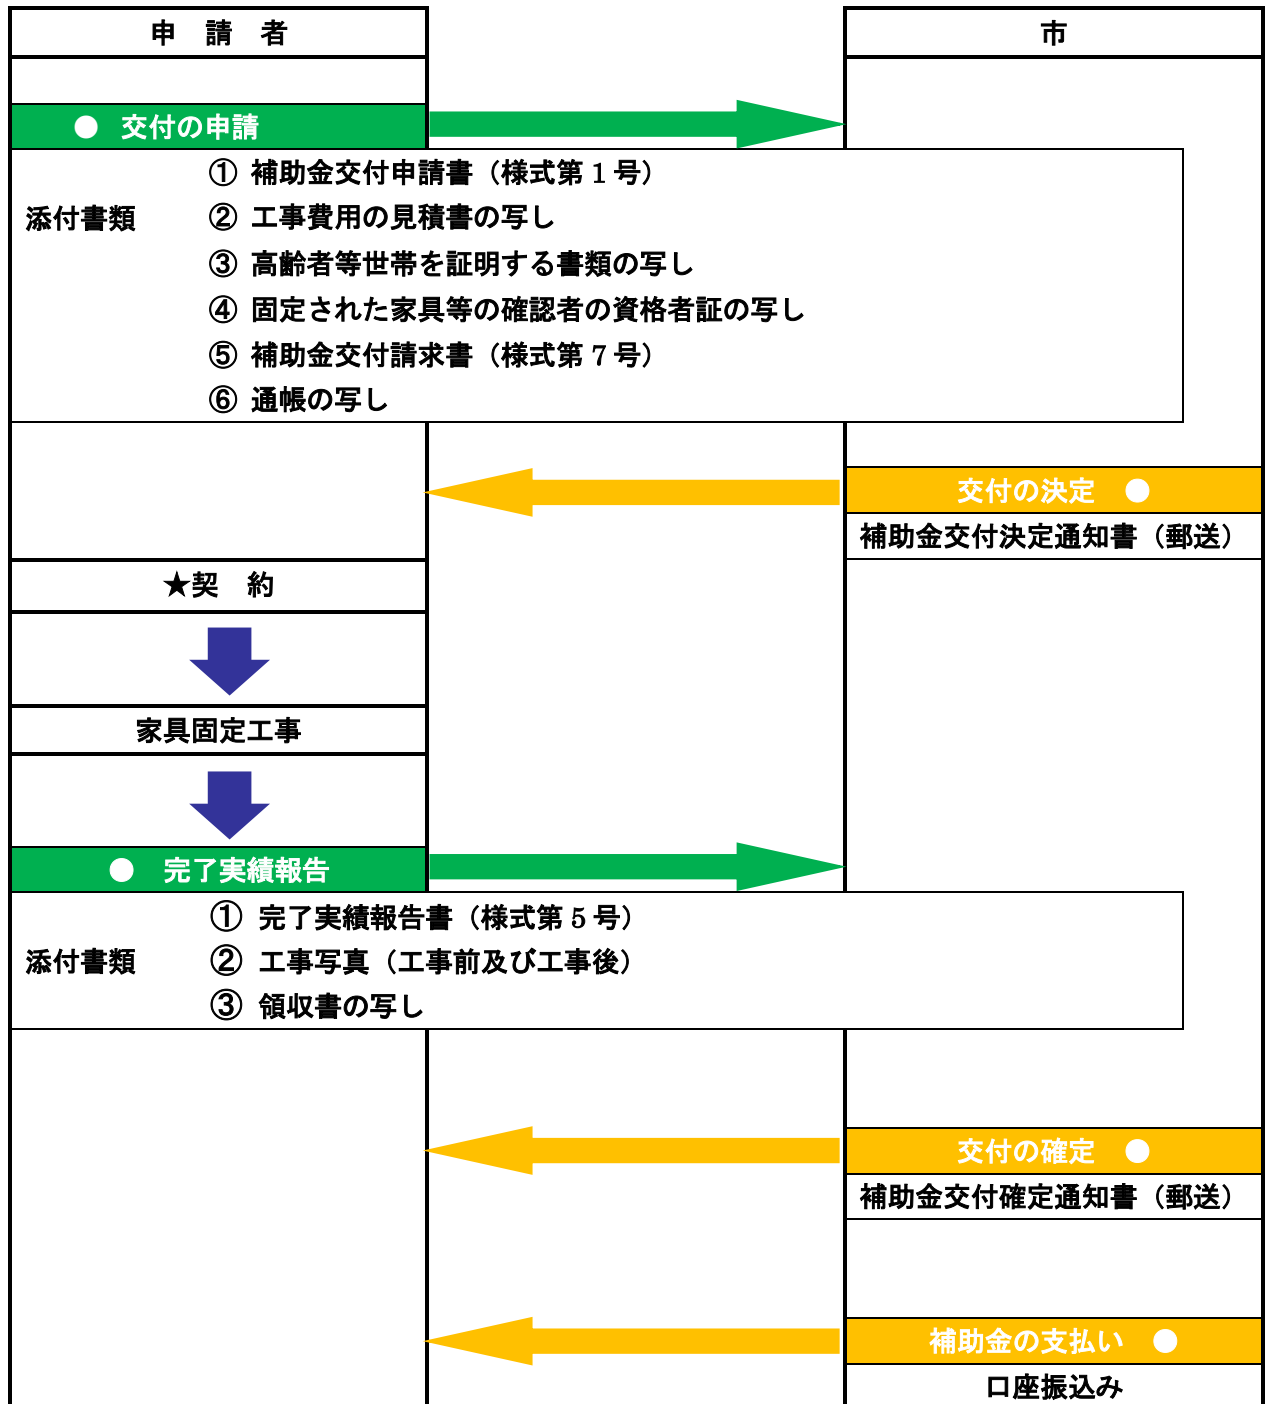 申　請　者
市
●　交付の申請
添付書類
① 補助金交付申請書（様式第１号）
② 工事費用の見積書の写し
③ 高齢者等世帯を証明する書類の写し
④ 固定された家具等の確認者の資格者証の写し
⑤ 補助金交付請求書（様式第７号）
⑥ 通帳の写し
交付の決定　●
補助金交付決定通知書（郵送）
★契　約
家具固定工事
●　完了実績報告
添付書類
① 完了実績報告書（様式第５号）
② 工事写真（工事前及び工事後）
③ 領収書の写し
交付の確定　●
補助金交付確定通知書（郵送）
補助金の支払い　●
口座振込み